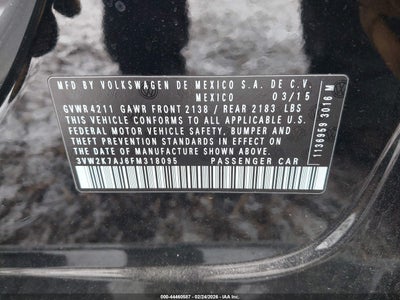 MFD. BY VOLKSWAGEN DE MEXICO S.A. DE C.V.
MEXICO 03/15
GVWR 4211 GAWR FRONT 2138 / REAR 2183 LBS
THIS VEHICLE CONFORMS TO ALL APPLICABLE U.S.
FEDERAL MOTOR VEHICLE SAFETY, BUMPER AND
THEFT PREVENTION STANDARDS IN EFFECT ON
THE DATE OF MANUFACTURE SHOWN ABOVE.
3VW2K7AJ6FM318095 PASSENGER CAR
1136959 3016 M
000-44460587 - 02/24/2026 - IAA Inc.